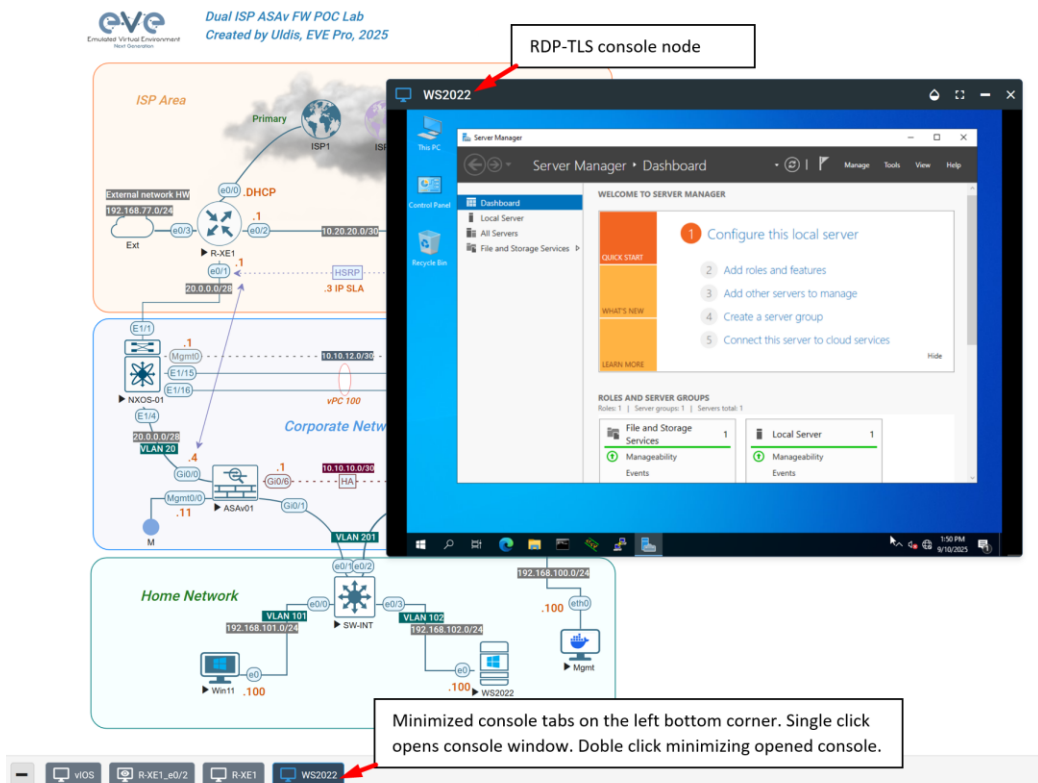 eve
Emulated Virtual Environment
Next Generation
Dual ISP ASAv FW POC Lab
Created by Uldis, EVE Pro, 2025
RDP-TLS console node
ISP Area
Primary
ISP1
e0/0 .DHCP
External network HW
192.168.77.0/24
Ext
e0/3
e0/2
.1
10.20.20.0/30
R-XE1
e0/1
.1
HSRP
20.0.0.0/28
.3 IP SLA
E1/1
Mgmt0
.1
10.10.12.0/30
E1/15
E1/16
NXOS-01
vPC 100
E1/4
20.0.0.0/28
VLAN 20
Corporate Netw
.4
Gi0/0
.1
Gi0/6
10.10.10.0/30
HA
Mgmt0/0
.11
ASAv01
Gi0/1
M
VLAN 201
WS2022
This PC
Control Panel
Recycle Bin
Server Manager
Server Manager • Dashboard
Manage Tools View Help
Dashboard
Local Server
All Servers
File and Storage Services
WELCOME TO SERVER MANAGER
QUICK START
WHAT'S NEW
LEARN MORE
1 Configure this local server
2 Add roles and features
3 Add other servers to manage
4 Create a server group
5 Connect this server to cloud services
Hide
ROLES AND SERVER GROUPS
Roles: 1 | Server groups: 1 | Servers total: 1
File and Storage
Services
1
Manageability
Events
Local Server 1
Manageability
Events
1:50 PM
9/10/2025
Home Network
e0/1
e0/2
e0/0
e0/3
SW-INT
VLAN 101
192.168.101.0/24
VLAN 102
192.168.102.0/24
192.168.100.0/24
.100
eth0
Mgmt
e0
Win11
.100
e0
.100
WS2022
Minimized console tabs on the left bottom corner. Single click
opens console window. Doble click minimizing opened console.
vIOS
R-XE1_e0/2
R-XE1
WS2022